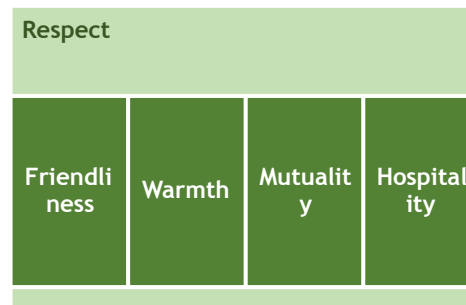 Respect
Friendli
ness
Warmth
Mutualit
y
Hospital
ity